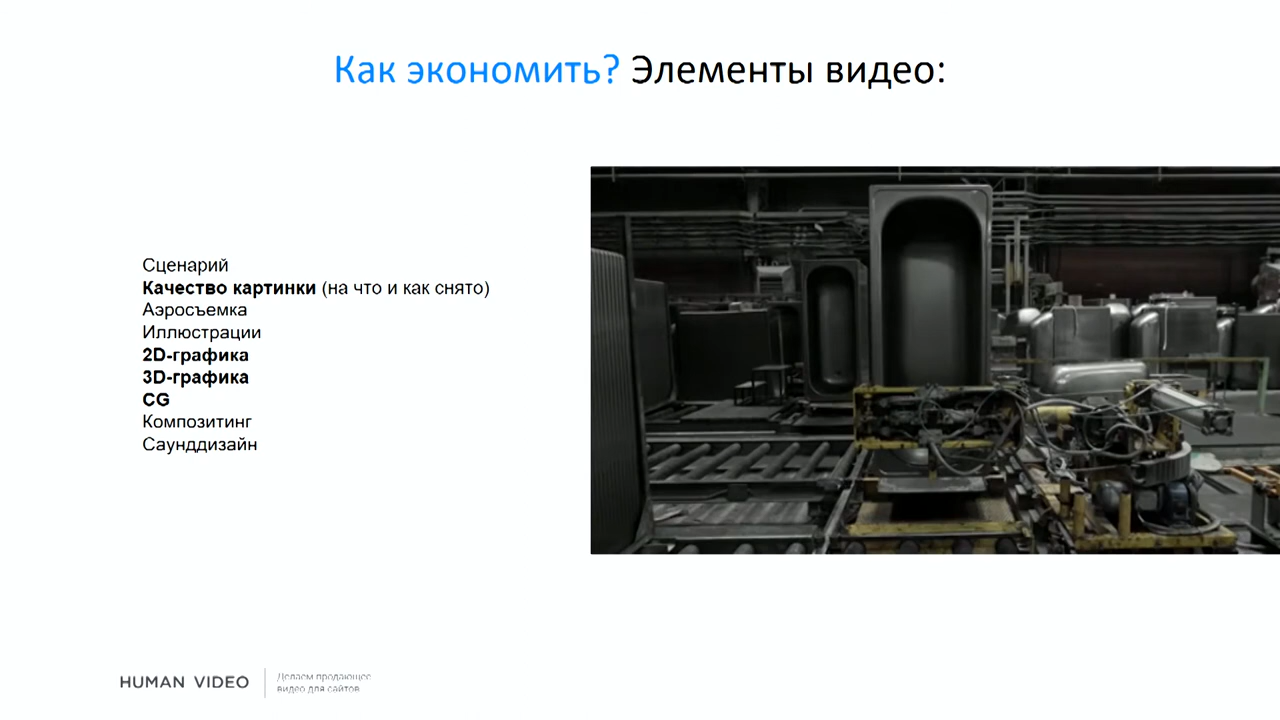 Как экономить? Элементы видео:
Сценарий
Качество картинки (на что и как снято)
Аэросъемка
Иллюстрации
2D-графика
3D-графика
CG
Композитинг
Саунддизайн
HUMAN VIDEO
Делаем продающее
видео для сайтов